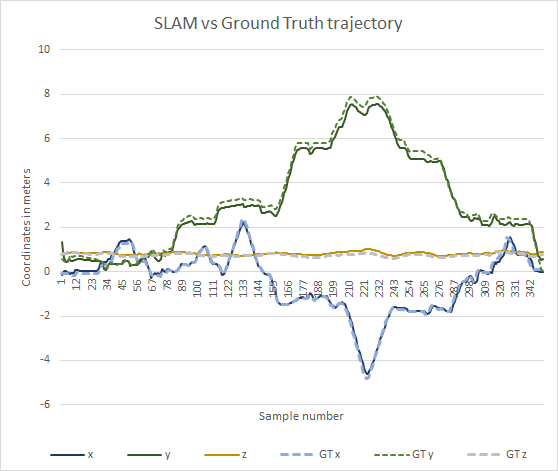 SLAM vs Ground Truth trajectory
10
8
6
4
2
0
-2
-4
-6
Coordinates in meters
1 12 23 34 45 56 67 78 89 100 111 122 133 144 155 166 177 188 199 210 221 232 243 254 265 276 287 298 309 320 331 342
Sample number
x y z GT x GT y GT z